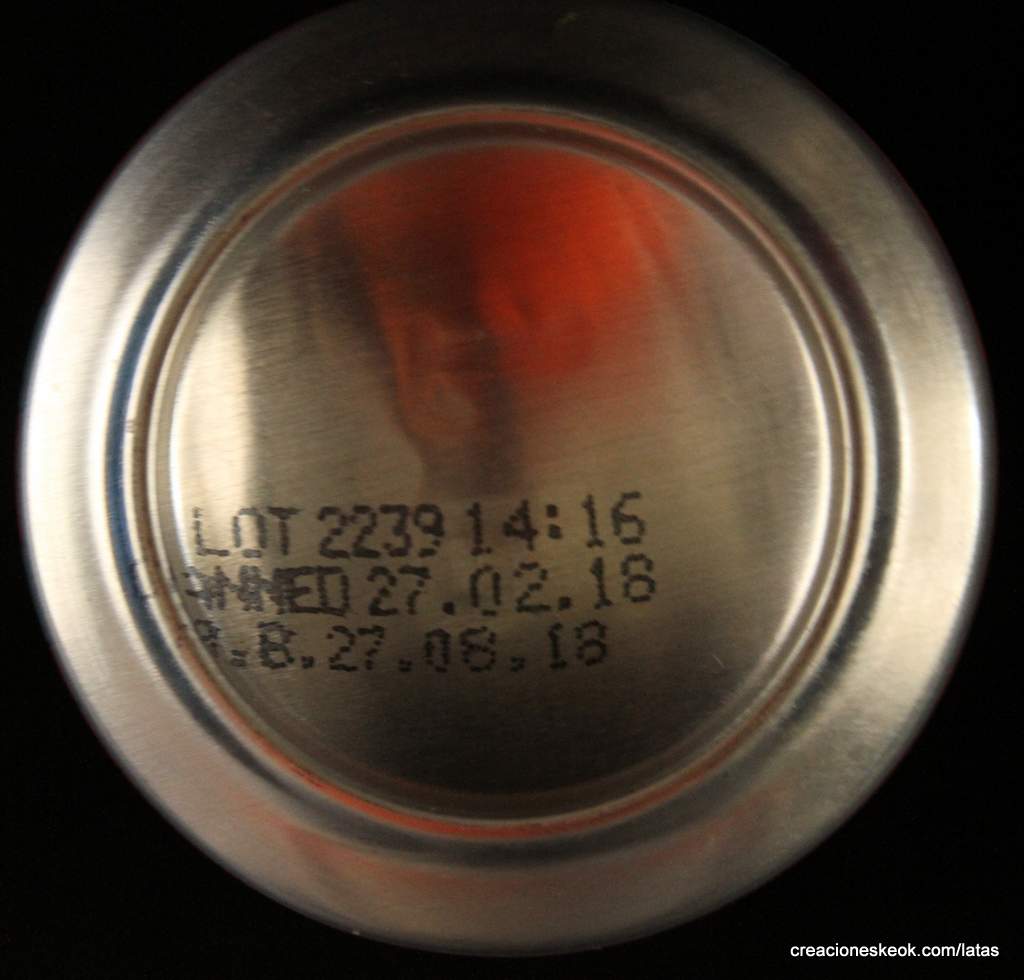 LOT 2239 14:16
CANNED 27.02.18
B.B.27.08.18
creacioneskeok.com/latas